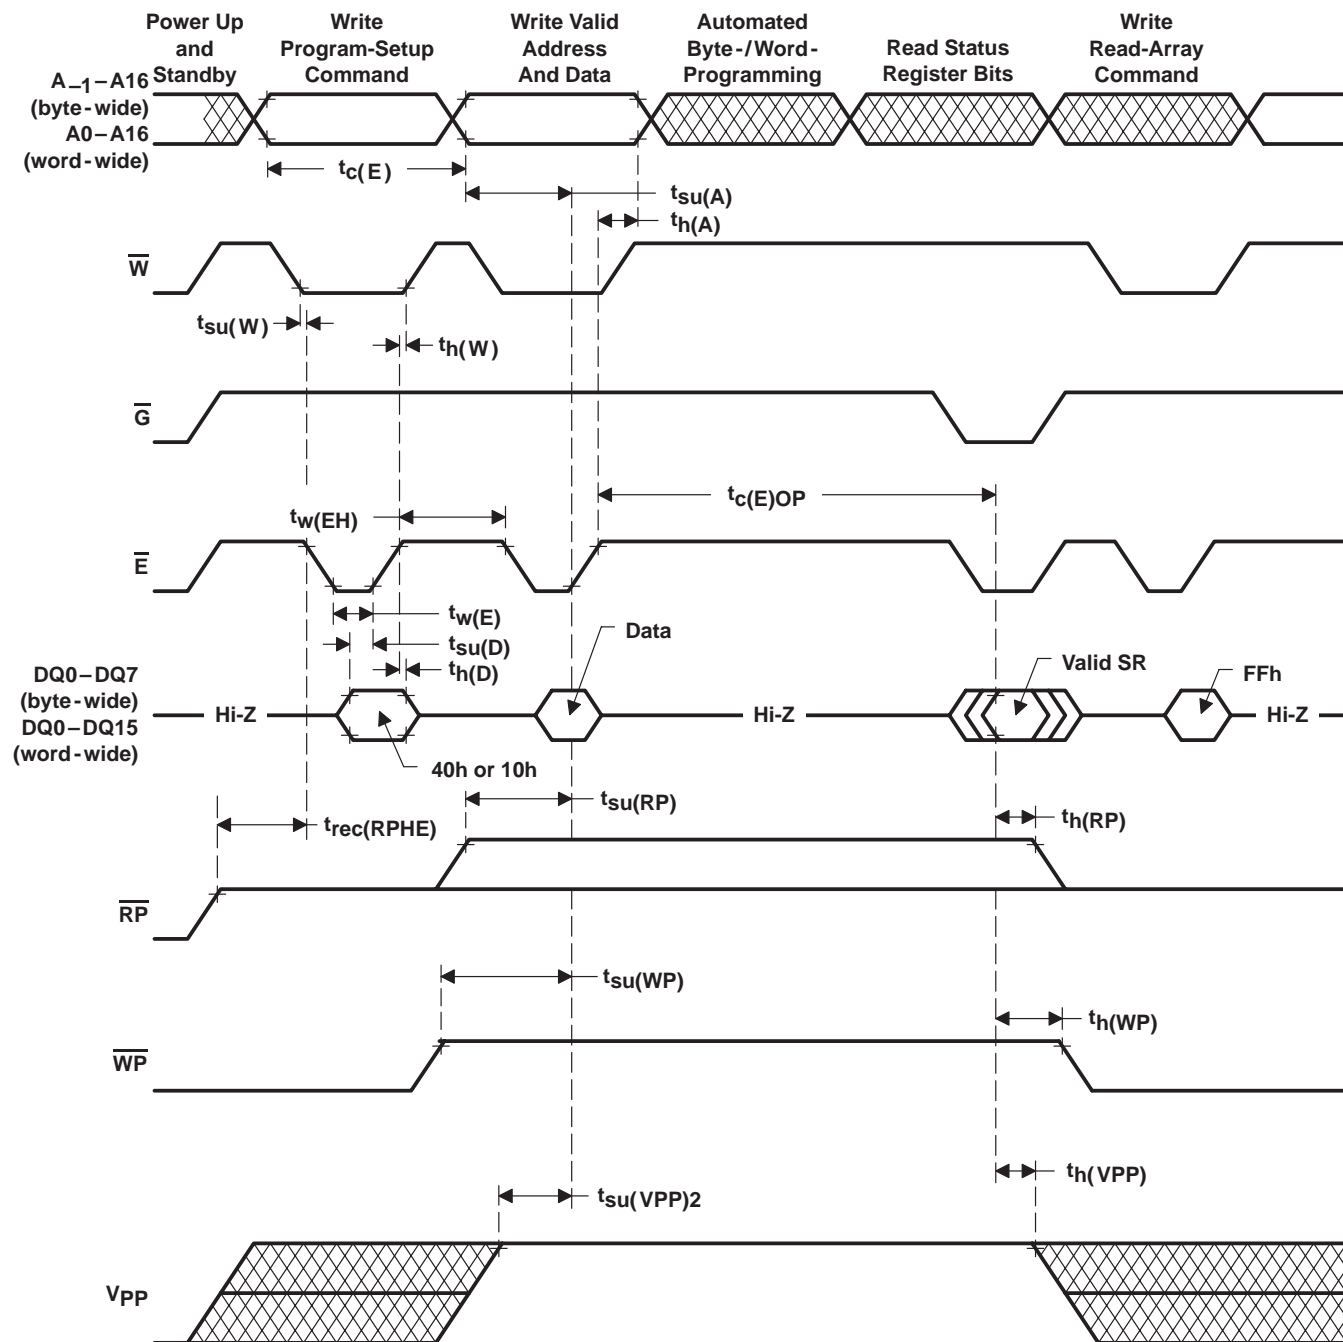 Power Up
and
Standby
Write
Program-Setup
Command
Write Valid
Address
And Data
Automated
Byte-/Word-
Programming
Read Status
Register Bits
Write
Read-Array
Command
A–1–A16
(byte-wide)
A0–A16
(word-wide)
tc(E)
tsu(A)
th(A)
W
tsu(W)
th(W)
G
tc(E)OP
tw(EH)
E
tw(E)
tsu(D)
th(D)
Data
Valid SR
FFh
DQ0–DQ7
(byte-wide)
DQ0–DQ15
(word-wide)
Hi-Z
Hi-Z
Hi-Z
40h or 10h
tsu(RP)
trec(RPHE)
th(RP)
RP
tsu(WP)
th(WP)
WP
th(VPP)
tsu(VPP)2
VPP